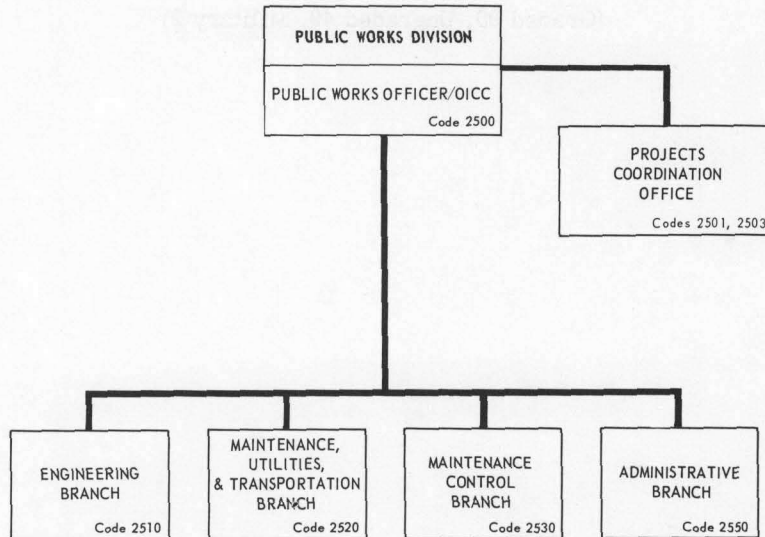 PUBLIC WORKS DIVISION
PUBLIC WORKS OFFICER/OICC
Code 2500
PROJECTS
COORDINATION
OFFICE
Codes 2501, 2503
ENGINEERING
BRANCH
Code 2510
MAINTENANCE,
UTILITIES,
& TRANSPORTATION
BRANCH
Code 2520
MAINTENANCE
CONTROL
BRANCH
Code 2530
ADMINISTRATIVE
BRANCH
Code 2550